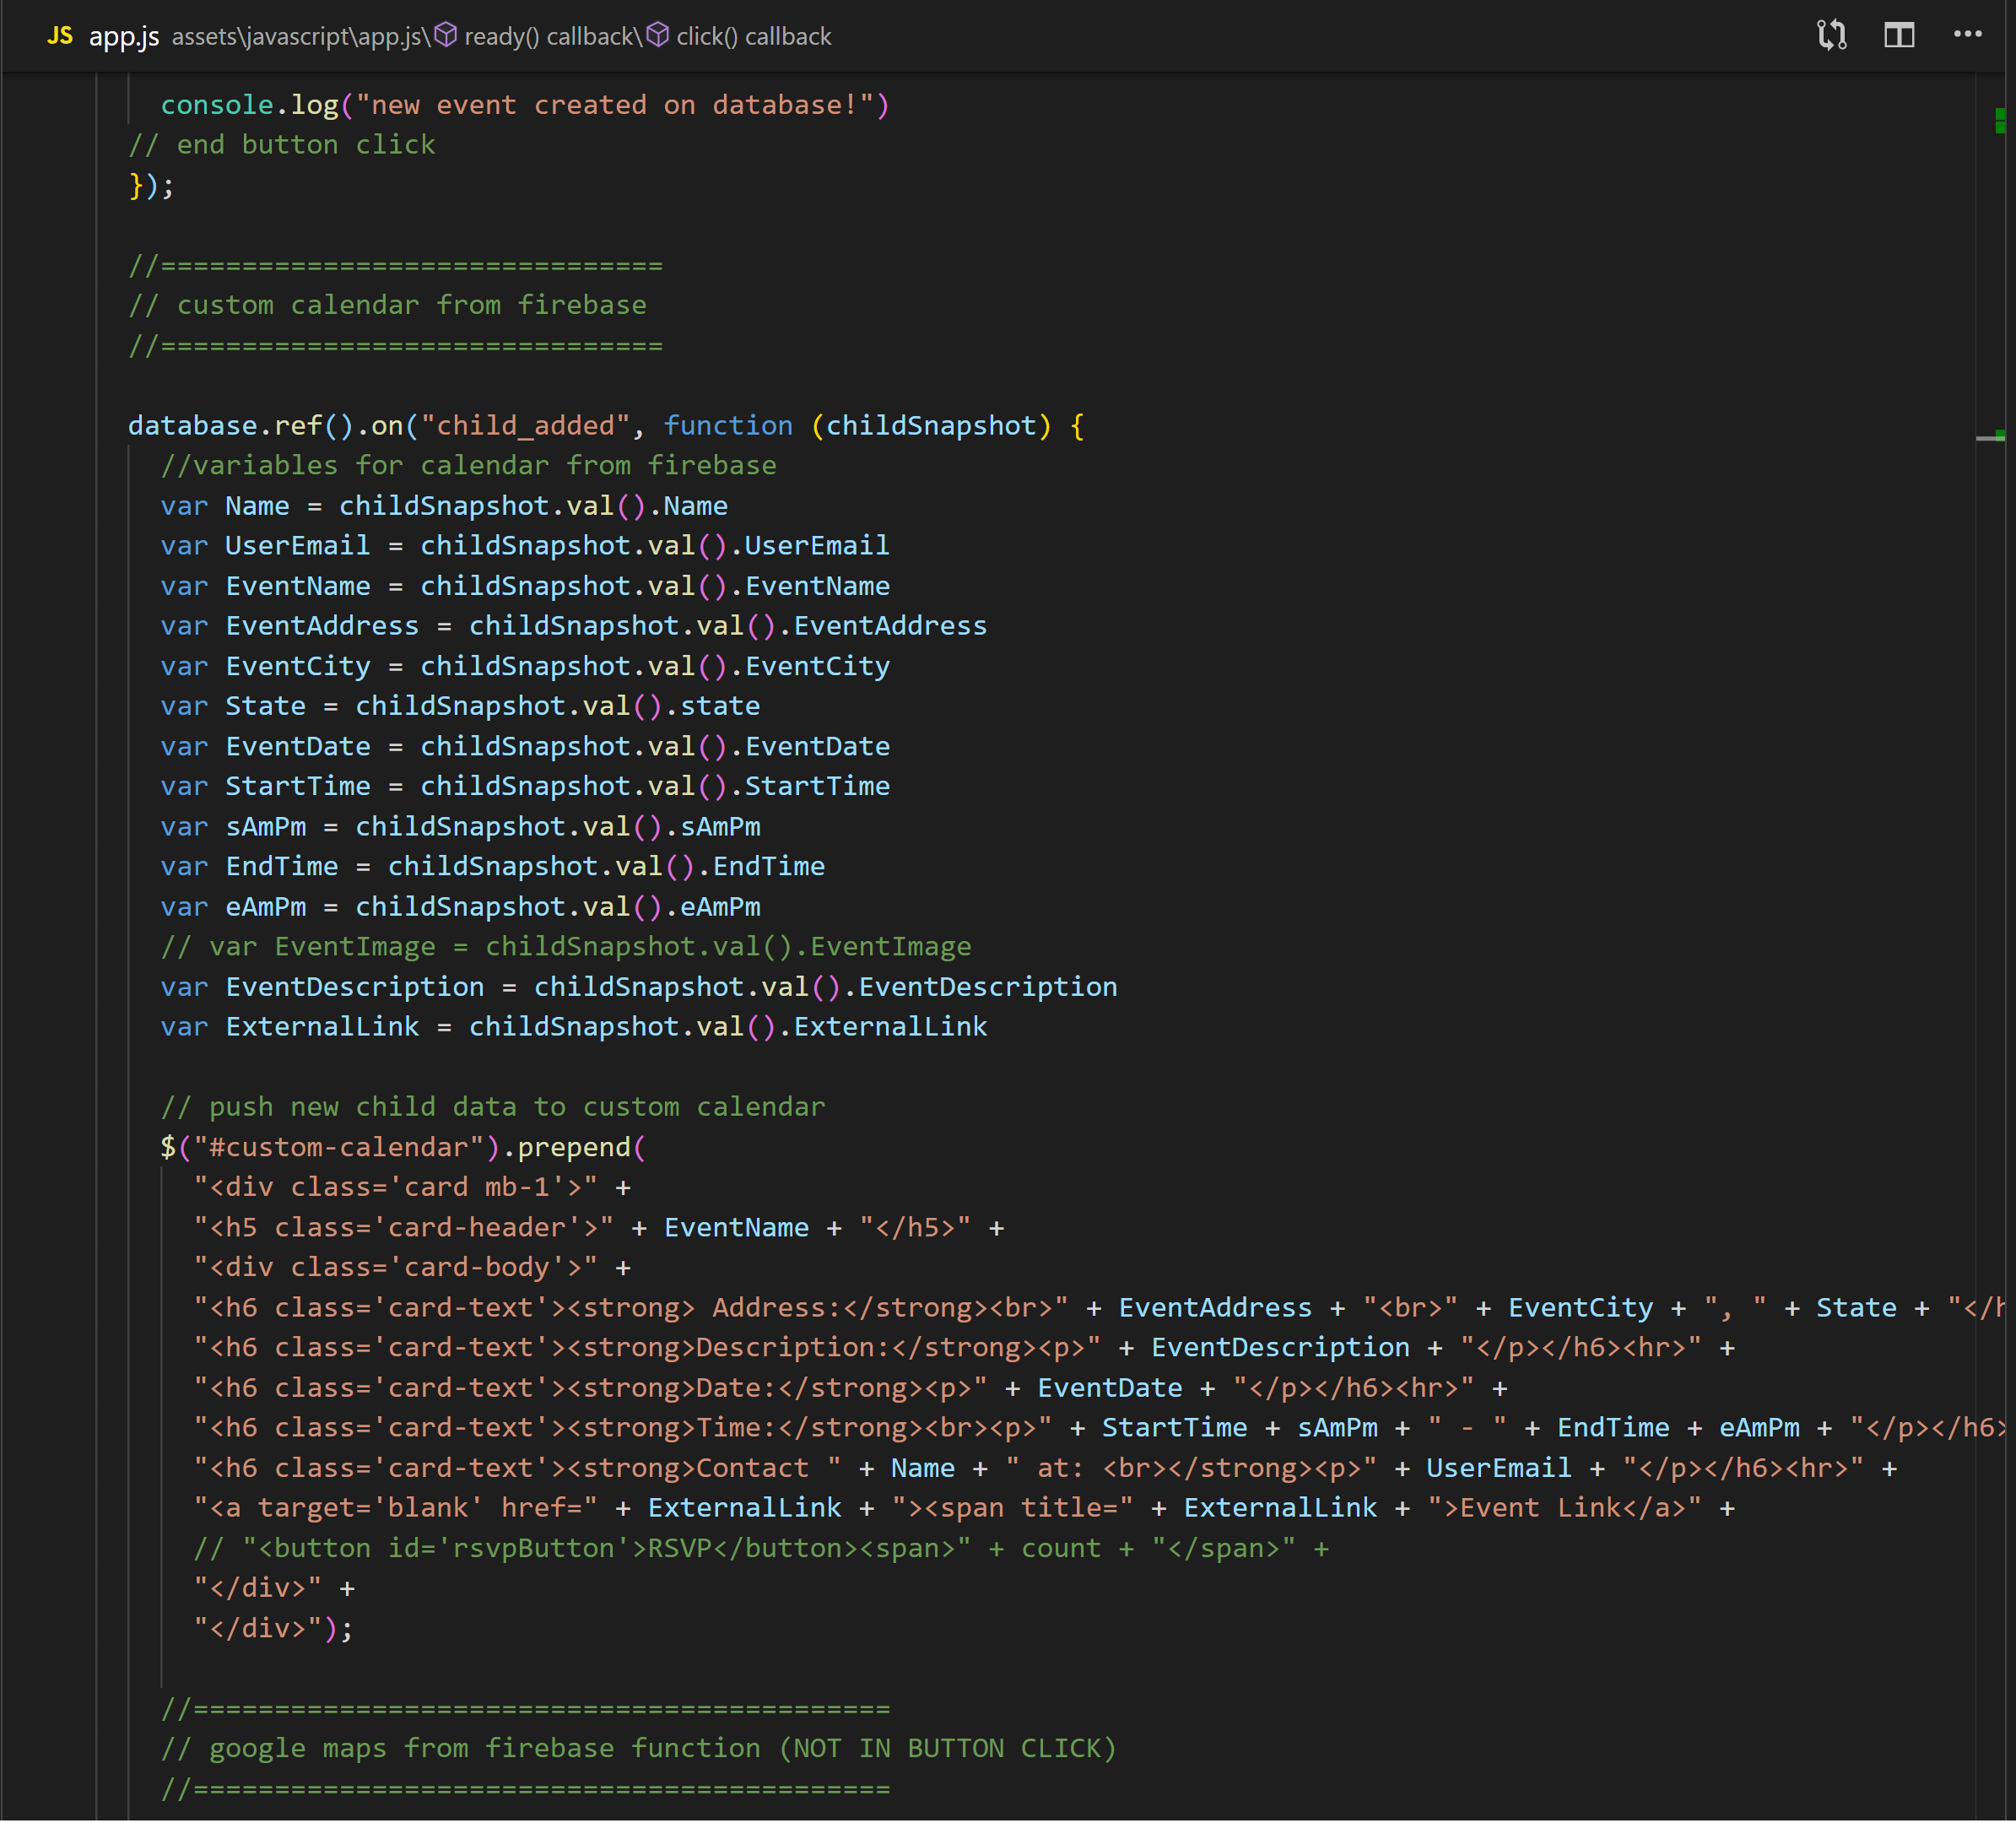 JS app.js assets\javascript\app.js\ ready() callback\ click() callback
console.log("new event created on database!")
// end button click
});
//===============================
// custom calendar from firebase
//===============================
database.ref().on("child_added", function (childSnapshot) {
//variables for calendar from firebase
var Name = childSnapshot.val().Name
var UserEmail = childSnapshot.val().UserEmail
var EventName = childSnapshot.val().EventName
var EventAddress = childSnapshot.val().EventAddress
var EventCity = childSnapshot.val().EventCity
var State = childSnapshot.val().state
var EventDate = childSnapshot.val().EventDate
var StartTime = childSnapshot.val().StartTime
var sAmPm = childSnapshot.val().sAmPm
var EndTime = childSnapshot.val().EndTime
var eAmPm = childSnapshot.val().eAmPm
// var EventImage = childSnapshot.val().EventImage
var EventDescription = childSnapshot.val().EventDescription
var ExternalLink = childSnapshot.val().ExternalLink
// push new child data to custom calendar
$("#custom-calendar").prepend(
"<div class='card mb-1'>" +
"<h5 class='card-header'>" + EventName + "</h5>" +
"<div class='card-body'>" +
"<h6 class='card-text'><strong> Address:</strong><br>" + EventAddress + "<br>" + EventCity + ", " + State + "</h
"<h6 class='card-text'><strong>Description:</strong><p>" + EventDescription + "</p></h6><hr>" +
"<h6 class='card-text'><strong>Date:</strong><p>" + EventDate + "</p></h6><hr>" +
"<h6 class='card-text'><strong>Time:</strong><br><p>" + StartTime + sAmPm + " - " + EndTime + eAmPm + "</p></h6>
"<h6 class='card-text'><strong>Contact " + Name + " at: <br></strong><p>" + UserEmail + "</p></h6><hr>" +
"<a target='blank' href=" + ExternalLink + "><span title=" + ExternalLink + ">Event Link</a>" +
// "<button id='rsvpButton'>RSVP</button><span>" + count + "</span>" +
"</div>" +
"</div>");
//===========================================
// google maps from firebase function (NOT IN BUTTON CLICK)
//===========================================